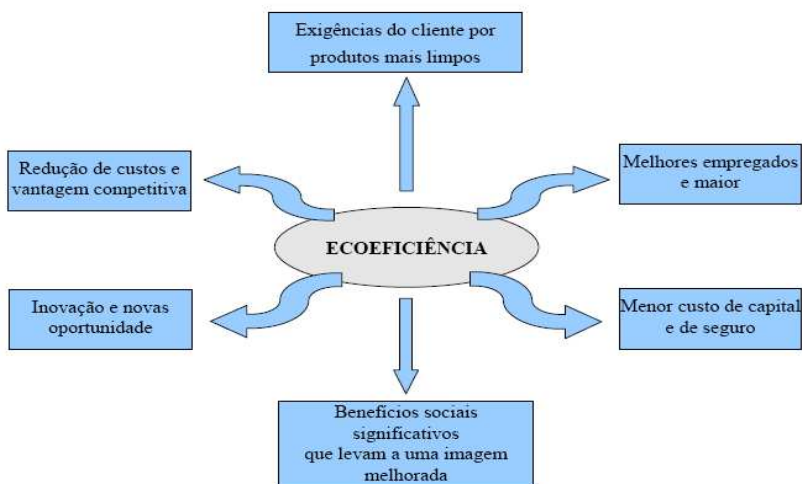 Exigências do cliente por
produtos mais limpos
Redução de custos e
vantagem competitiva
Melhores empregados
e maior
ECOEFICIÊNCIA
Inovação e novas
oportunidade
Menor custo de capital
e de seguro
Benefícios sociais
significativos
que levam a uma imagem
melhorada